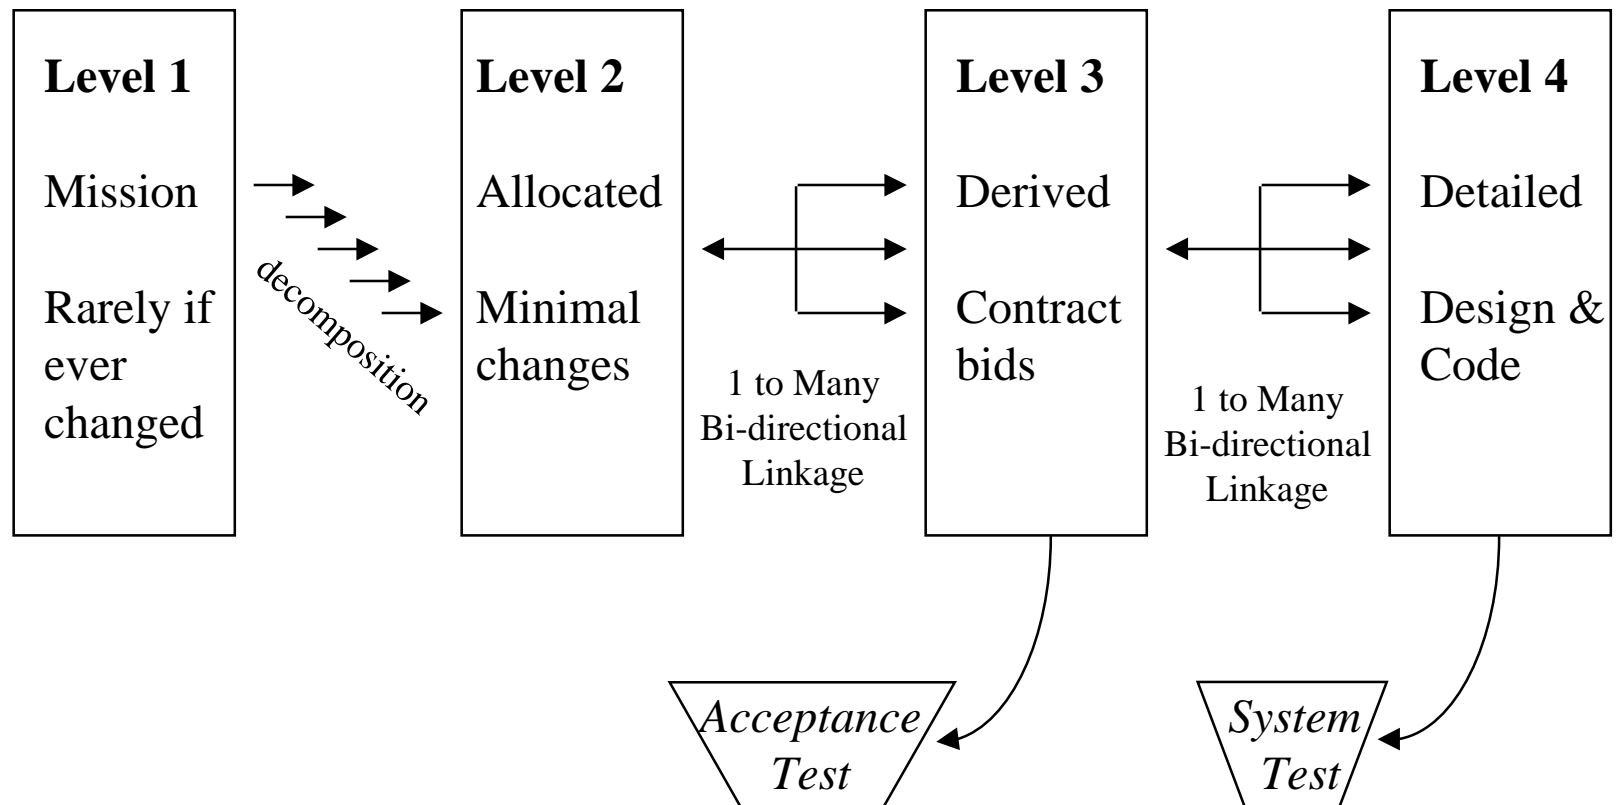 Level 1
Mission
Rarely if
ever
changed
decomposition
Level 2
Allocated
Minimal
changes
1 to Many
Bi-directional
Linkage
Level 3
Derived
Contract
bids
1 to Many
Bi-directional
Linkage
Level 4
Detailed
Design &
Code
Acceptance
Test
System
Test